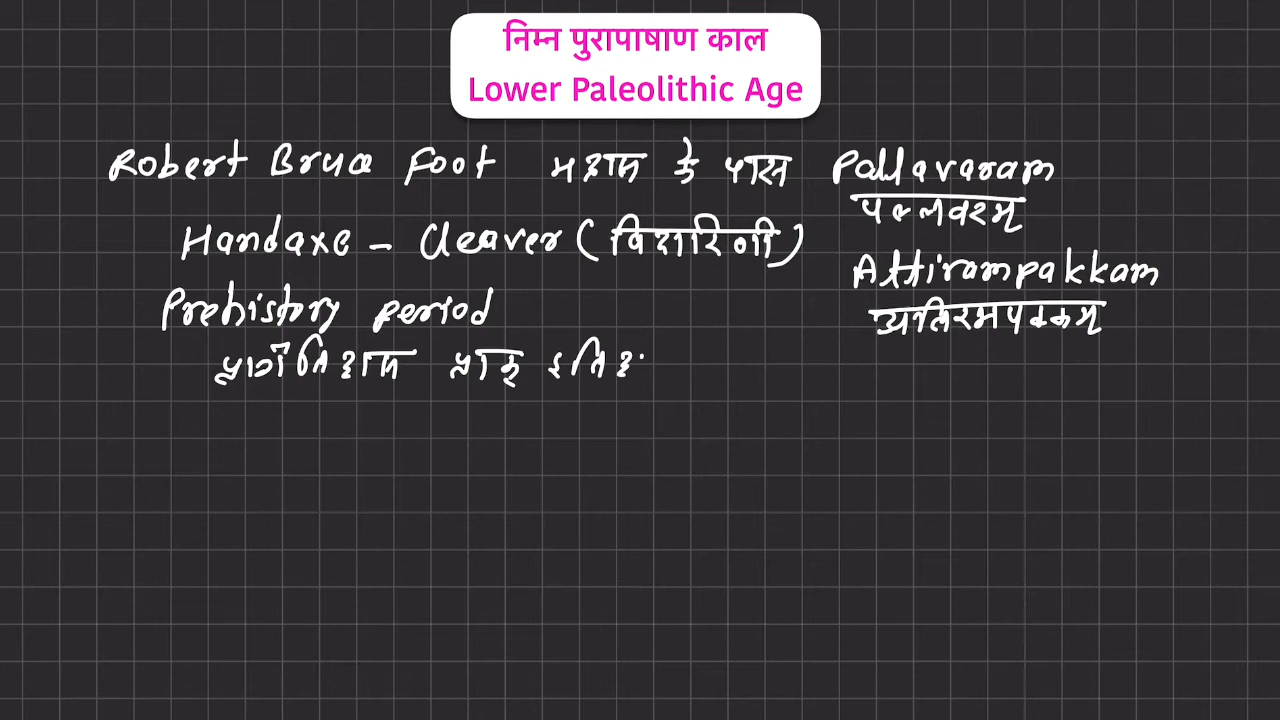 निम्न पुरापाषाण काल
Lower Paleolithic Age
Robert Bruce Foot मद्रास के पास Pallavaram
पल्लवरम्
Handaxe - Cleaver (विदारिणी)
Attirampakkam
अतिरमपक्कम्
Prehistory period
प्रागैतिहास प्राक् इतिह